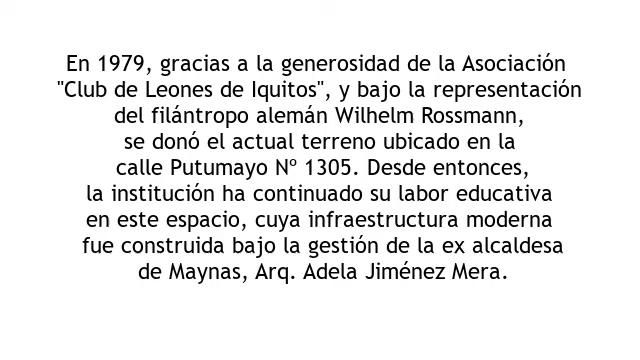 En 1979, gracias a la generosidad de la Asociación
"Club de Leones de Iquitos", y bajo la representación
del filántropo alemán Wilhelm Rossmann,
se donó el actual terreno ubicado en la
calle Putumayo Nº 1305. Desde entonces,
la institución ha continuado su labor educativa
en este espacio, cuya infraestructura moderna
fue construida bajo la gestión de la ex alcaldesa
de Maynas, Arq. Adela Jiménez Mera.